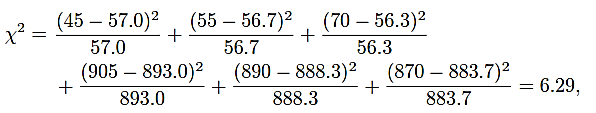 χ² = (45 − 57.0)²/57.0 + (55 − 56.7)²/56.7 + (70 − 56.3)²/56.3
+ (905 − 893.0)²/893.0 + (890 − 888.3)²/888.3 + (870 − 883.7)²/883.7 = 6.29,